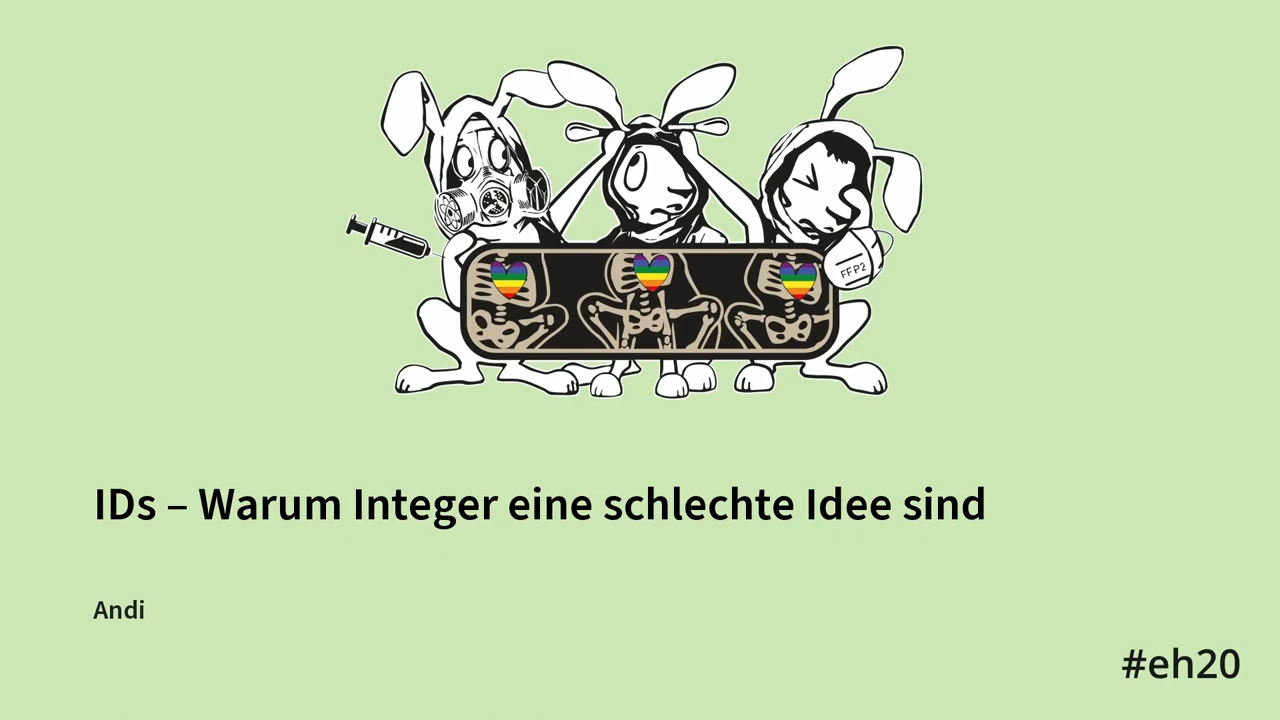 FFP2
IDs – Warum Integer eine schlechte Idee sind
Andi
#eh20